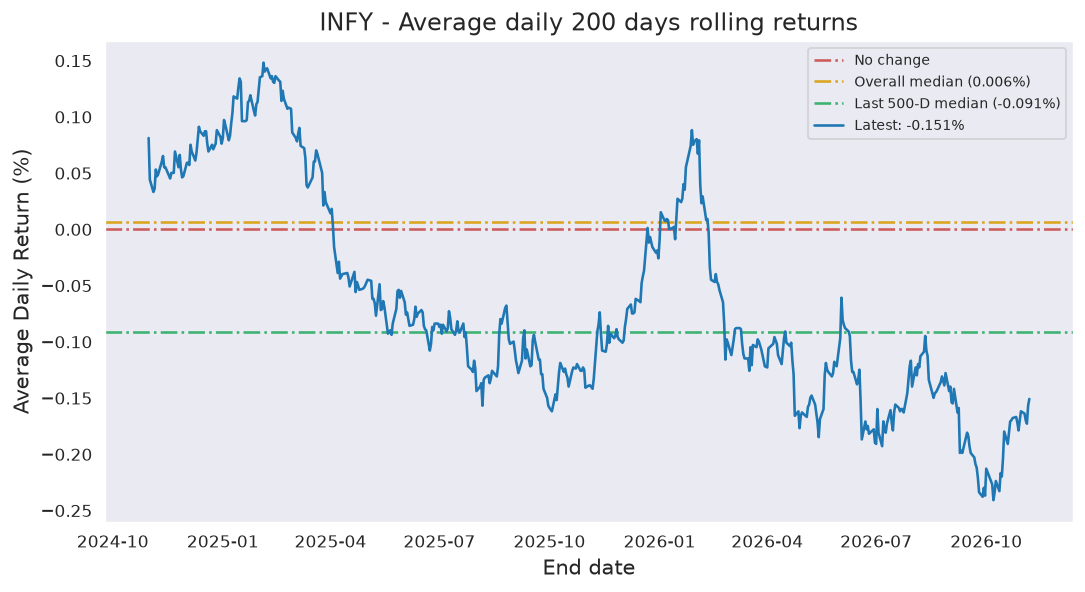 INFY - Average daily 200 days rolling returns
No change
Overall median (0.006%)
Last 500-D median (-0.091%)
Latest: -0.151%
Average Daily Return (%)
0.15
0.10
0.05
0.00
−0.05
−0.10
−0.15
−0.20
−0.25
2024-10 2025-01 2025-04 2025-07 2025-10 2026-01 2026-04 2026-07 2026-10
End date